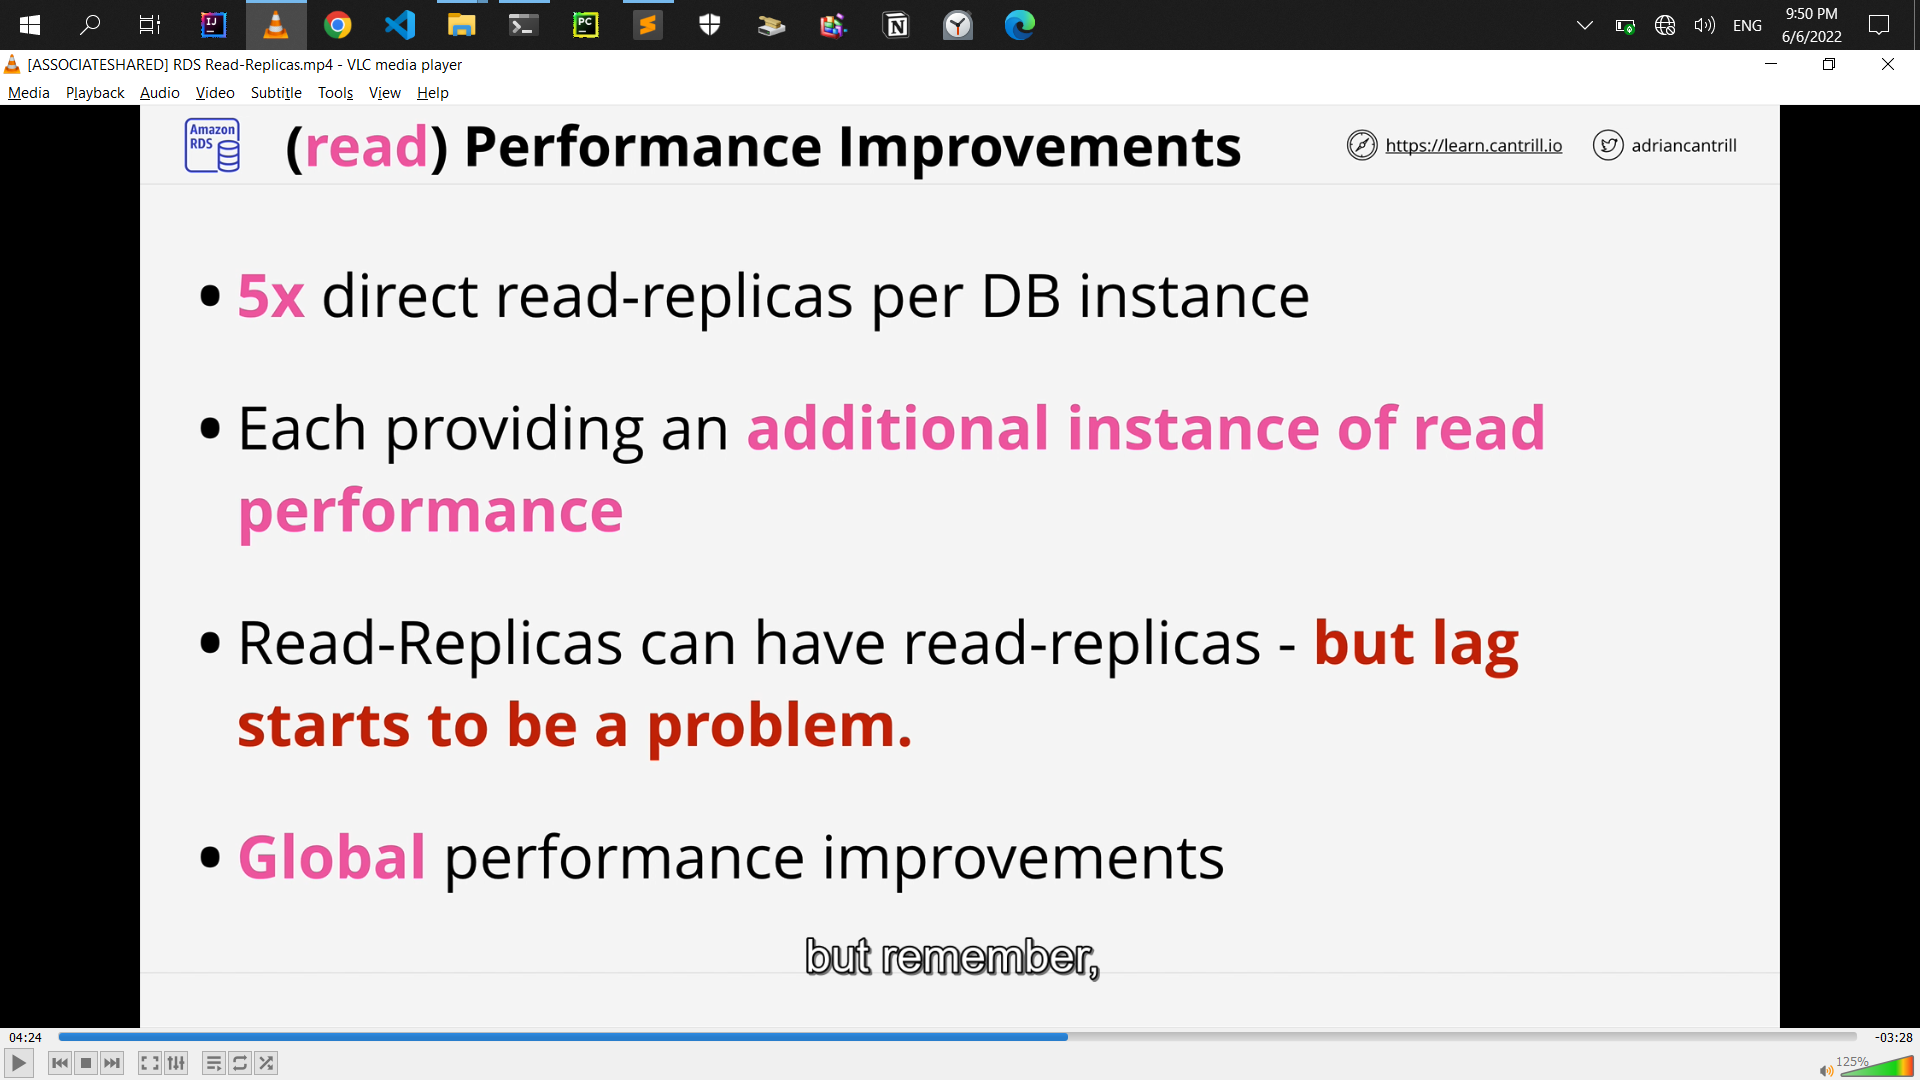 9:50 PM
ENG
6/6/2022
[ASSOCIATESHARED] RDS Read-Replicas.mp4 - VLC media player
Media Playback Audio Video Subtitle Tools View Help
Amazon
RDS
(read) Performance Improvements
https://learn.cantrill.io
adriancantrill
• 5x direct read-replicas per DB instance
• Each providing an additional instance of read
performance
• Read-Replicas can have read-replicas - but lag
starts to be a problem.
• Global performance improvements
but remember,
04:24
-03:28
125%